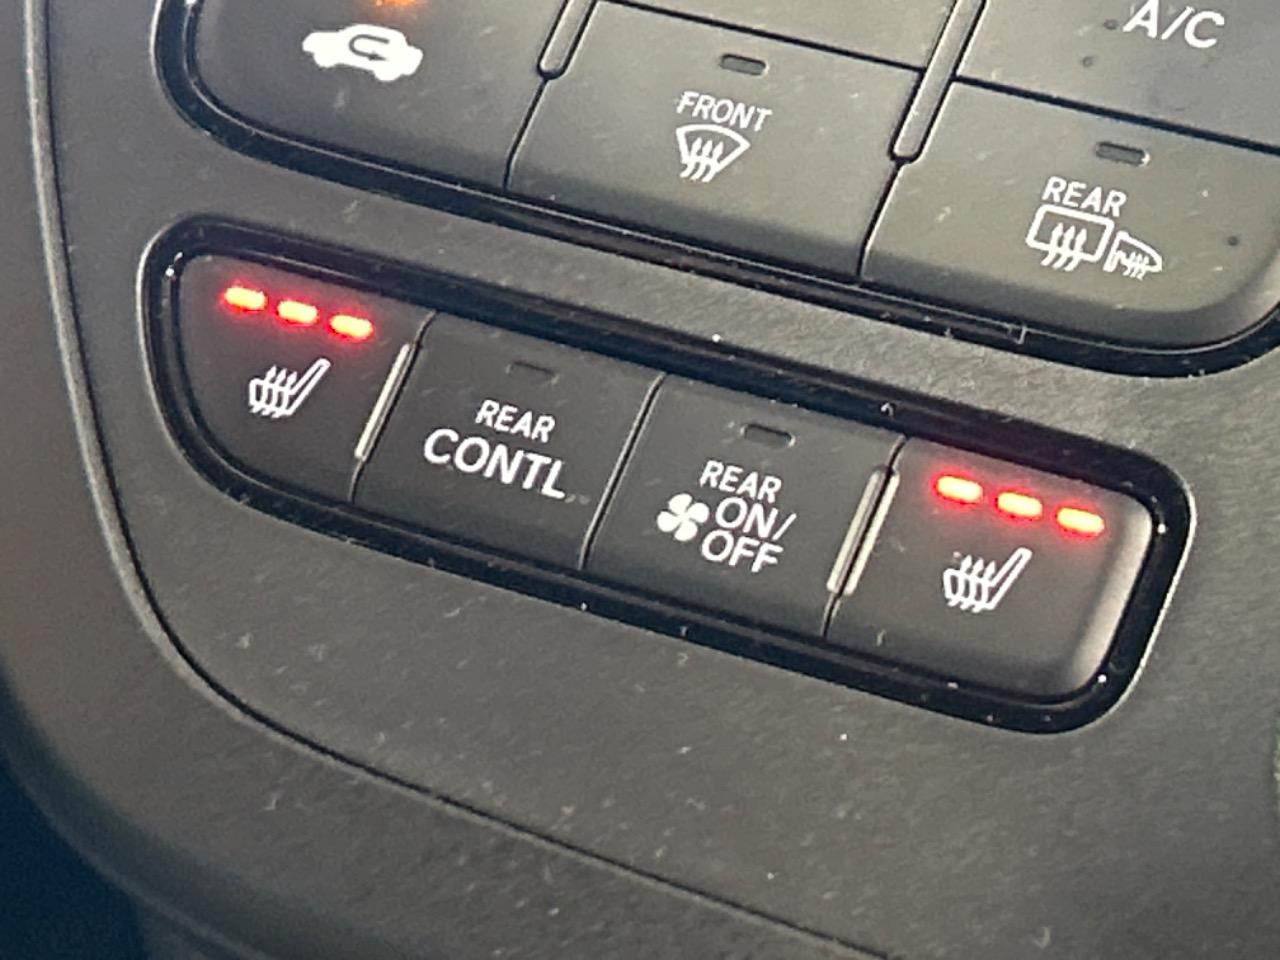 A/C
FRONT
REAR
REAR
CONTL
REAR
ON/
OFF